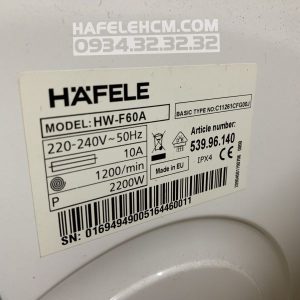 HAFELEHCM.COM
0934.32.32.32
HÄFELE
MODEL: HW-F60A
BASIC TYPE NO:C11261CFG00J
220-240V~50Hz
10A
Article number:
539.96.140
1200/min
P 2200W
IPX4
Made in EU
SN: 01694949005164460011